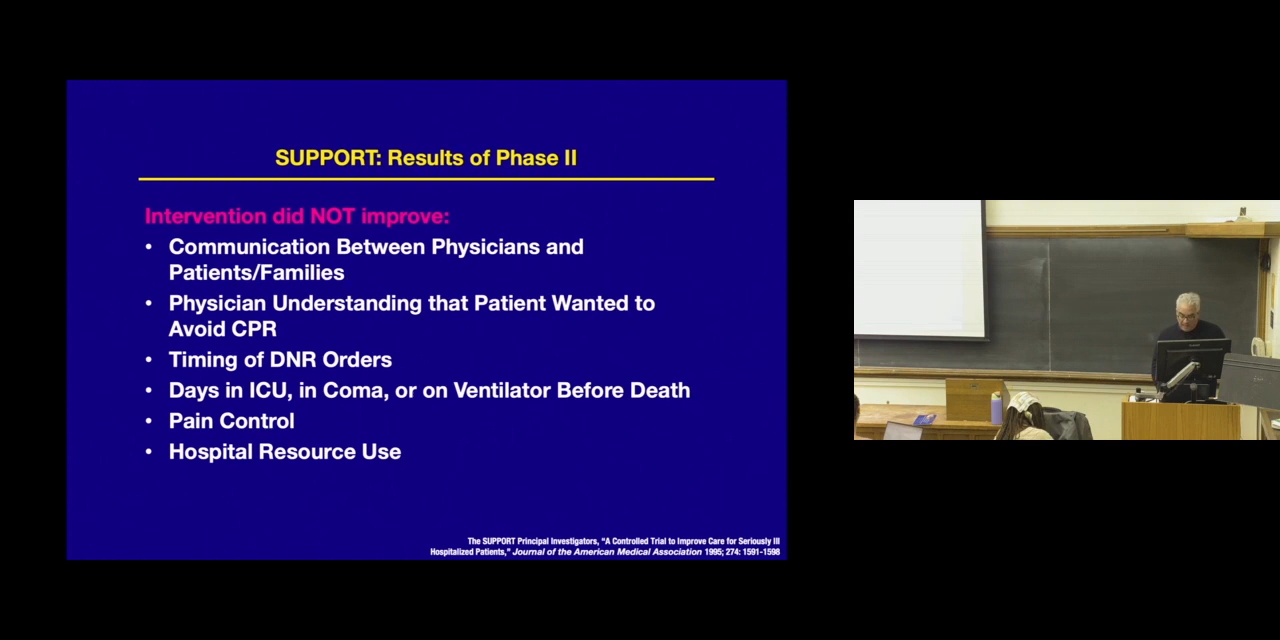 SUPPORT: Results of Phase II
Intervention did NOT improve:
• Communication Between Physicians and
Patients/Families
• Physician Understanding that Patient Wanted to
Avoid CPR
• Timing of DNR Orders
• Days in ICU, in Coma, or on Ventilator Before Death
• Pain Control
• Hospital Resource Use
The SUPPORT Principal Investigators, "A Controlled Trial to Improve Care for Seriously Ill
Hospitalized Patients," Journal of the American Medical Association 1995; 274: 1591-1598